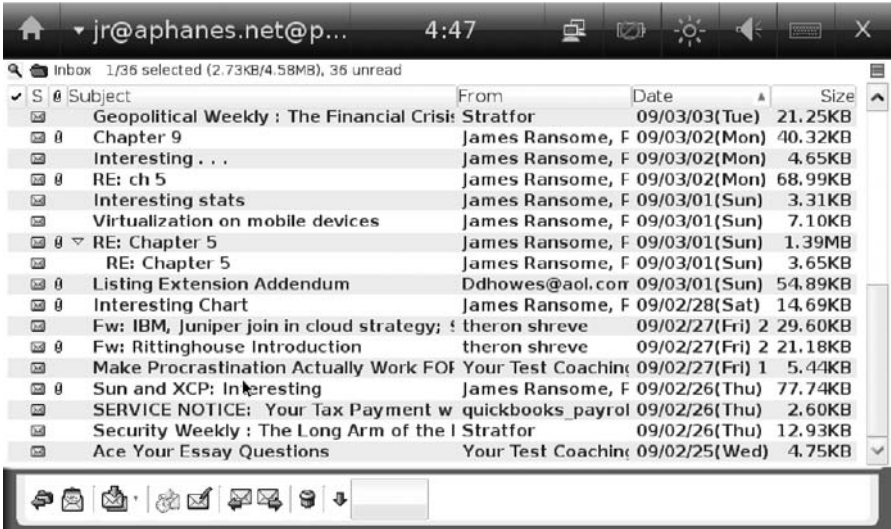 jr@aphanes.net@p... 4:47 X
Inbox 1/36 selected (2.73KB/4.58MB), 36 unread
S Subject From Date Size
Geopolitical Weekly : The Financial Crisis Stratfor 09/03/03(Tue) 21.25KB
Chapter 9 James Ransome, F 09/03/02(Mon) 40.32KB
Interesting . . . James Ransome, F 09/03/02(Mon) 4.65KB
RE: ch 5 James Ransome, F 09/03/02(Mon) 68.99KB
Interesting stats James Ransome, F 09/03/01(Sun) 3.31KB
Virtualization on mobile devices James Ransome, F 09/03/01(Sun) 7.10KB
RE: Chapter 5 James Ransome, F 09/03/01(Sun) 1.39MB
RE: Chapter 5 James Ransome, F 09/03/01(Sun) 3.65KB
Listing Extension Addendum Ddhowes@aol.com 09/03/01(Sun) 54.89KB
Interesting Chart James Ransome, F 09/02/28(Sat) 14.69KB
Fw: IBM, Juniper join in cloud strategy; theron shreve 09/02/27(Fri) 2 29.60KB
Fw: Rittinghouse Introduction theron shreve 09/02/27(Fri) 2 21.18KB
Make Procrastination Actually Work FOR Your Test Coaching 09/02/27(Fri) 1 5.44KB
Sun and XCP: Interesting James Ransome, F 09/02/26(Thu) 77.74KB
SERVICE NOTICE: Your Tax Payment w quickbooks_payrol 09/02/26(Thu) 2.60KB
Security Weekly : The Long Arm of the l Stratfor 09/02/26(Thu) 12.93KB
Ace Your Essay Questions Your Test Coaching 09/02/25(Wed) 4.75KB